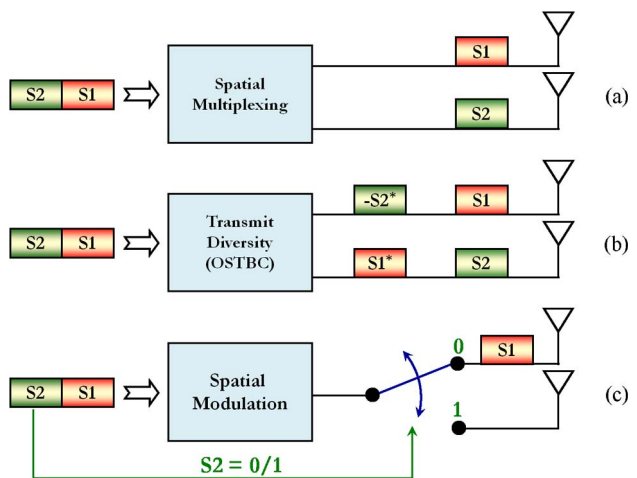 S2 S1
Spatial
Multiplexing
S1
S2
(a)
S2 S1
Transmit
Diversity
(OSTBC)
-S2* S1
S1* S2
(b)
S2 S1
Spatial
Modulation
0
S1
1
(c)
S2 = 0/1